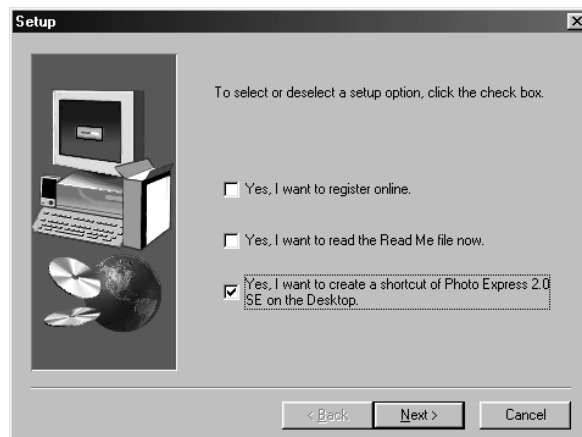 Setup
To select or deselect a setup option, click the check box.
Yes, I want to register online.
Yes, I want to read the Read Me file now.
Yes, I want to create a shortcut of Photo Express 2.0
SE on the Desktop.
< Back
Next >
Cancel